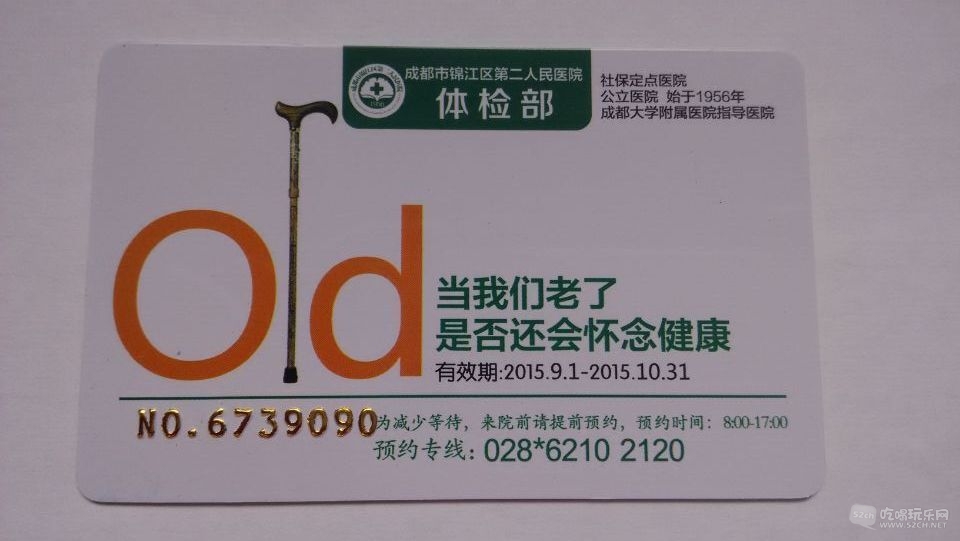 成都市锦江区第二人民医院
体检部
1956
社保定点医院
公立医院 始于1956年
成都大学附属医院指导医院
Old
当我们老了
是否还会怀念健康
有效期:2015.9.1-2015.10.31
NO.6739090
为减少等待，来院前请提前预约，预约时间：8:00-17:00
预约专线：028*6210 2120
52ch 吃喝玩乐网
WWW.52CH.NET